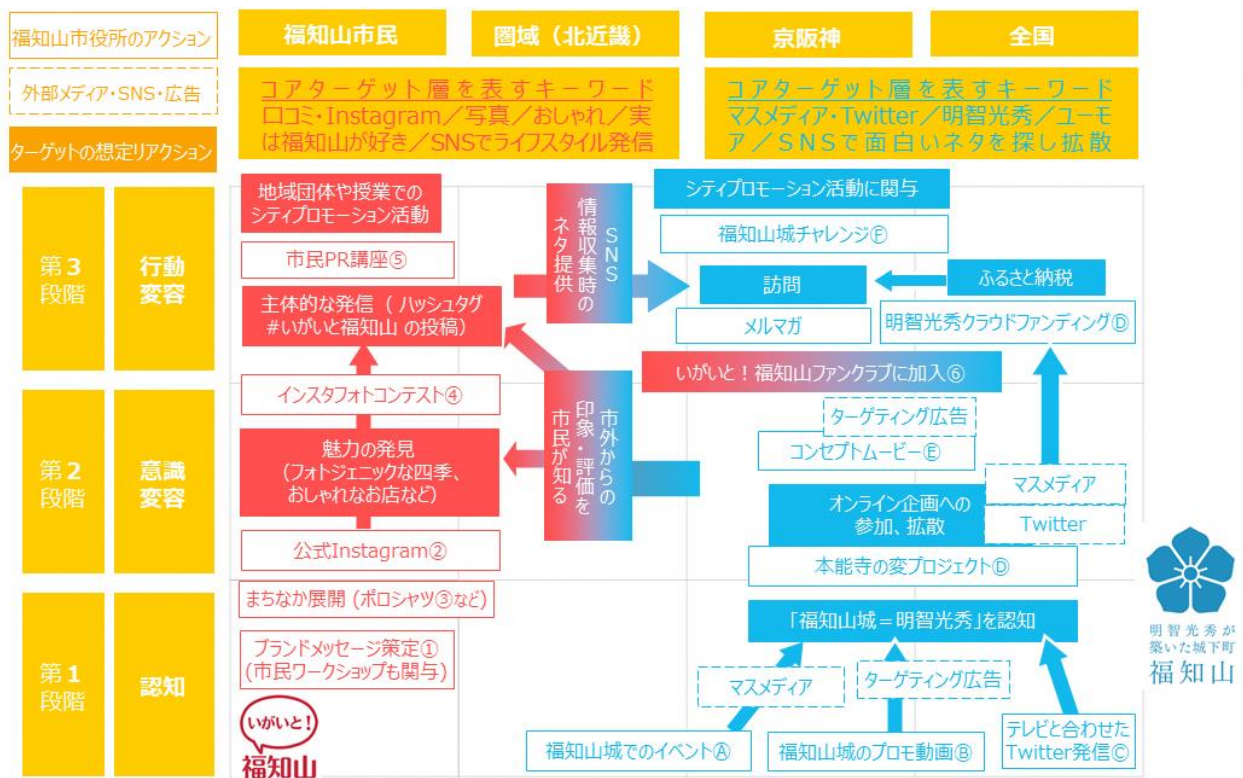 福知山市役所のアクション
外部メディア・SNS・広告
ターゲットの想定リアクション
福知山市民
圏域（北近畿）
京阪神
全国
コアターゲット層を表すキーワード
口コミ・Instagram／写真／おしゃれ／実
は福知山が好き／SNSでライフスタイル発信
コアターゲット層を表すキーワード
マスメディア・Twitter／明智光秀／ユーモ
ア／SNSで面白いネタを探し拡散
第3
段階
行動
変容
地域団体や授業での
シティプロモーション活動
市民PR講座⑤
主体的な発信（ ハッシュタグ
#いがいと福知山 の投稿）
SNS
情報収集時の
ネタ提供
シティプロモーション活動に関与
福知山城チャレンジⒻ
訪問
ふるさと納税
メルマガ
明智光秀クラウドファンディングⒹ
いがいと！福知山ファンクラブに加入⑥
第2
段階
意識
変容
インスタフォトコンテスト④
魅力の発見
(フォトジェニックな四季、
おしゃれなお店など)
公式Instagram②
市外からの
印象・評価を
市民が知る
ターゲティング広告
コンセプトムービーⒺ
マスメディア
オンライン企画への
参加、拡散
Twitter
本能寺の変プロジェクトⒹ
第1
段階
認知
まちなか展開 (ポロシャツ③など)
ブランドメッセージ策定①
(市民ワークショップも関与)
いがいと!
福知山
「福知山城＝明智光秀」を認知
マスメディア
ターゲティング広告
福知山城でのイベントⒶ
福知山城のプロモ動画Ⓑ
テレビと合わせた
Twitter発信Ⓒ
明智光秀が
築いた城下町
福知山